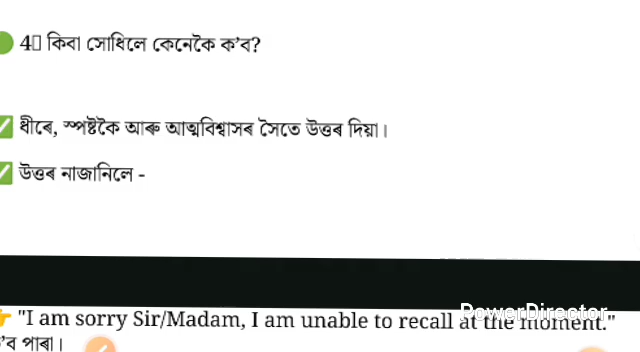 🟢 4⃣ কিবা সোধিলে কেনেকৈ ক’ব?
✅ ধীৰে, স্পষ্টকৈ আৰু আত্মবিশ্বাসৰ সৈতে উত্তৰ দিয়া।
✅ উত্তৰ নাজানিলে -
PowerDirector
👉 "I am sorry Sir/Madam, I am unable to recall at the moment."
’ব পাৰা।